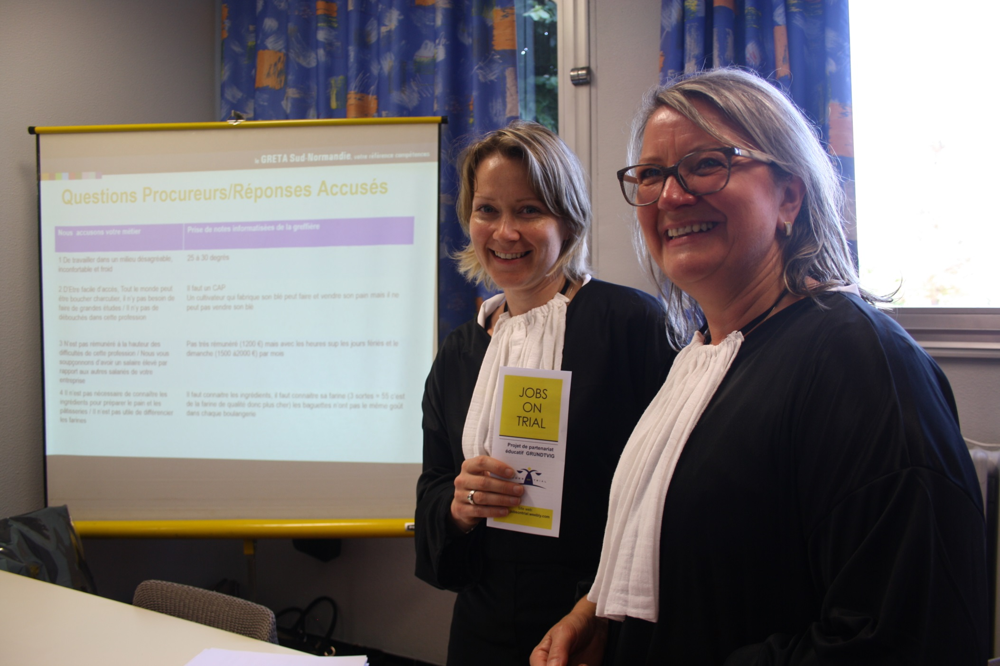 le GRETA Sud-Normandie, votre référence compétences
Questions Procureurs/Réponses Accusés
Nous accusons votre métier
Prise de notes informatisées de la greffière
1 De travailler dans un milieu désagréable,
inconfortable et froid
25 à 30 degrés
2 D'Etre facile d'accès, Tout le monde peut
être boucher charcutier, il n'y pas besoin de
faire de grandes études / Il n'y pas de
débouchés dans cette profession
Il faut un CAP
Un cultivateur qui fabrique son blé peut faire et vendre son pain mais il ne
peut pas vendre son blé
3 N'est pas rémunéré à la hauteur des
difficultés de cette profession / Nous vous
soupçonnons d'avoir un salaire élevé par
rapport aux autres salariés de votre
entreprise
Pas très rémunéré (1200 €) mais avec les heures sup les jours fériés et le
dimanche (1500 à2000 €) par mois
4 Il n'est pas nécessaire de connaître les
ingrédients pour préparer le pain et les
pâtisseries / Il n'est pas utile de différencier
les farines
Il faut connaitre les ingrédients, il faut connaitre sa farine (3 sortes = 55 c'est
de la farine de qualité donc plus cher) les baguettes n'ont pas le même goût
dans chaque boulangerie
JOBS
ON
TRIAL
Projet de partenariat
éducatif GRUNDTVIG
JOBS ON TRIAL
Site web
jobsontrial.weebly.com